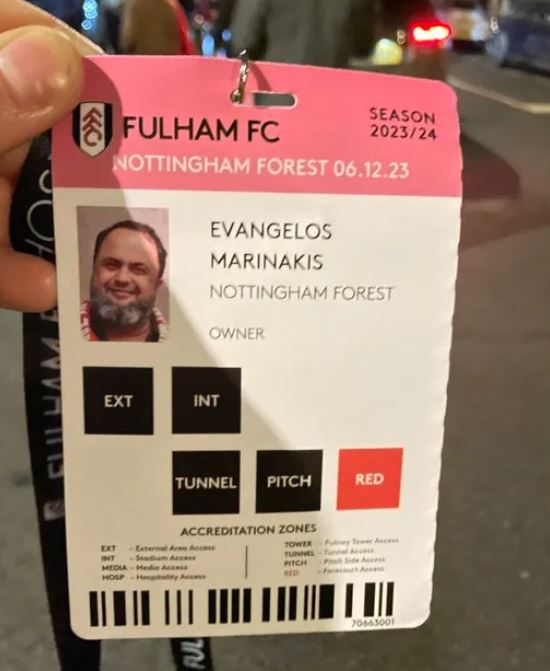 FULHAM FC
SEASON
2023/24
NOTTINGHAM FOREST 06.12.23
EVANGELOS
MARINAKIS
NOTTINGHAM FOREST
OWNER
EXT INT
TUNNEL PITCH RED
ACCREDITATION ZONES
EXT - External Area Access
INT - Stadium Access
MEDIA - Media Access
HOSP - Hospitality Access
TOWER - Putney Tower Access
TUNNEL - Tunnel Access
PITCH - Pitch Side Access
RED - Forecourt Access
70663001
FUL